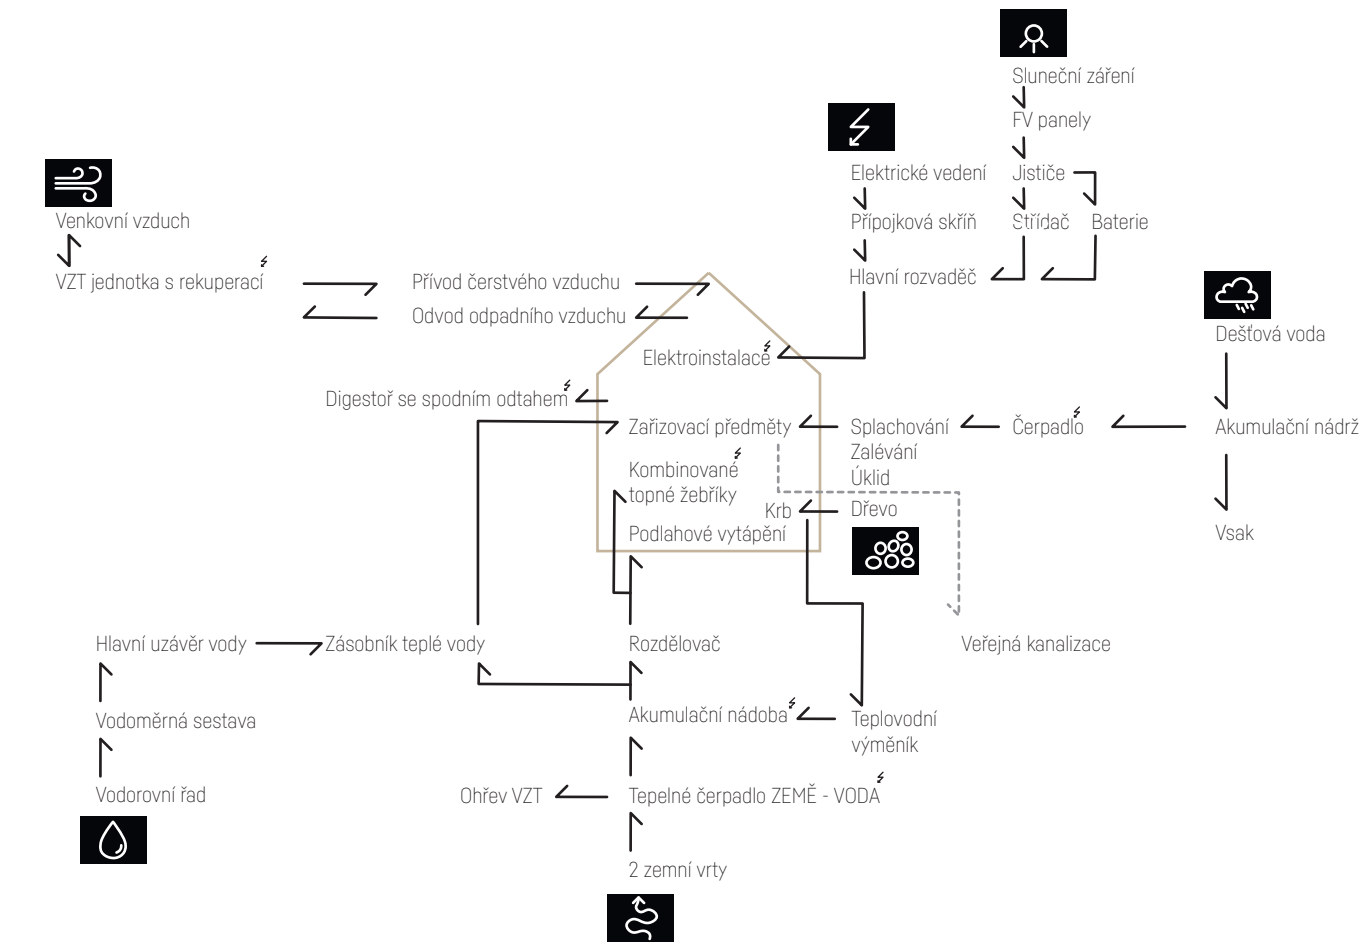 Sluneční záření
FV panely
Elektrické vedení
Jističe
Přípojková skříň
Střídač
Baterie
Hlavní rozvaděč
Venkovní vzduch
VZT jednotka s rekuperací
Přívod čerstvého vzduchu
Odvod odpadního vzduchu
Elektroinstalace
Dešťová voda
Digestoř se spodním odtahem
Zařizovací předměty
Splachování
Zalévání
Úklid
Čerpadlo
Akumulační nádrž
Kombinované
topné žebříky
Krb
Dřevo
Podlahové vytápění
Vsak
Hlavní uzávěr vody
Zásobník teplé vody
Rozdělovač
Veřejná kanalizace
Vodoměrná sestava
Akumulační nádoba
Teplovodní
výměník
Vodorovní řad
Ohřev VZT
Tepelné čerpadlo ZEMĚ - VODA
2 zemní vrty